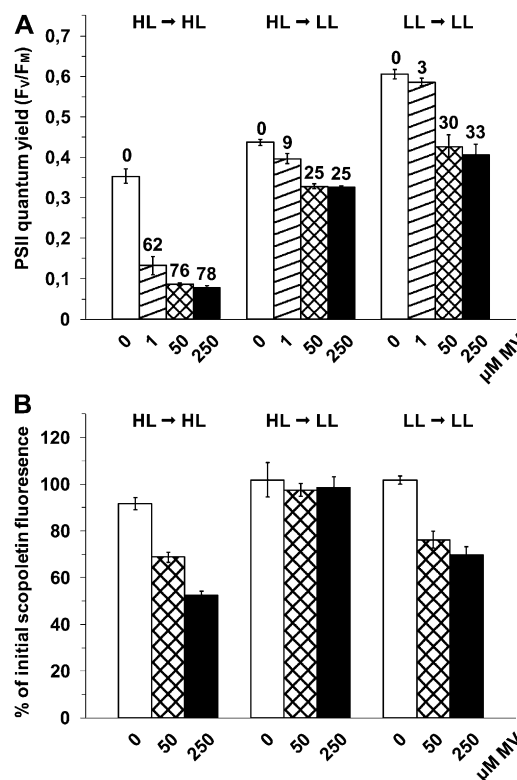 A
HL → HL HL → LL LL → LL
PSII quantum yield (FV/FM)
0,7
0,6
0,5
0,4
0,3
0,2
0,1
0
0 62 76 78
0 9 25 25
0 3 30 33
0 1 50 250 0 1 50 250 0 1 50 250 µM MV
B
HL → HL HL → LL LL → LL
% of initial scopoletin fluoresence
120
100
80
60
40
20
0
0 50 250 0 50 250 0 50 250 µM MV